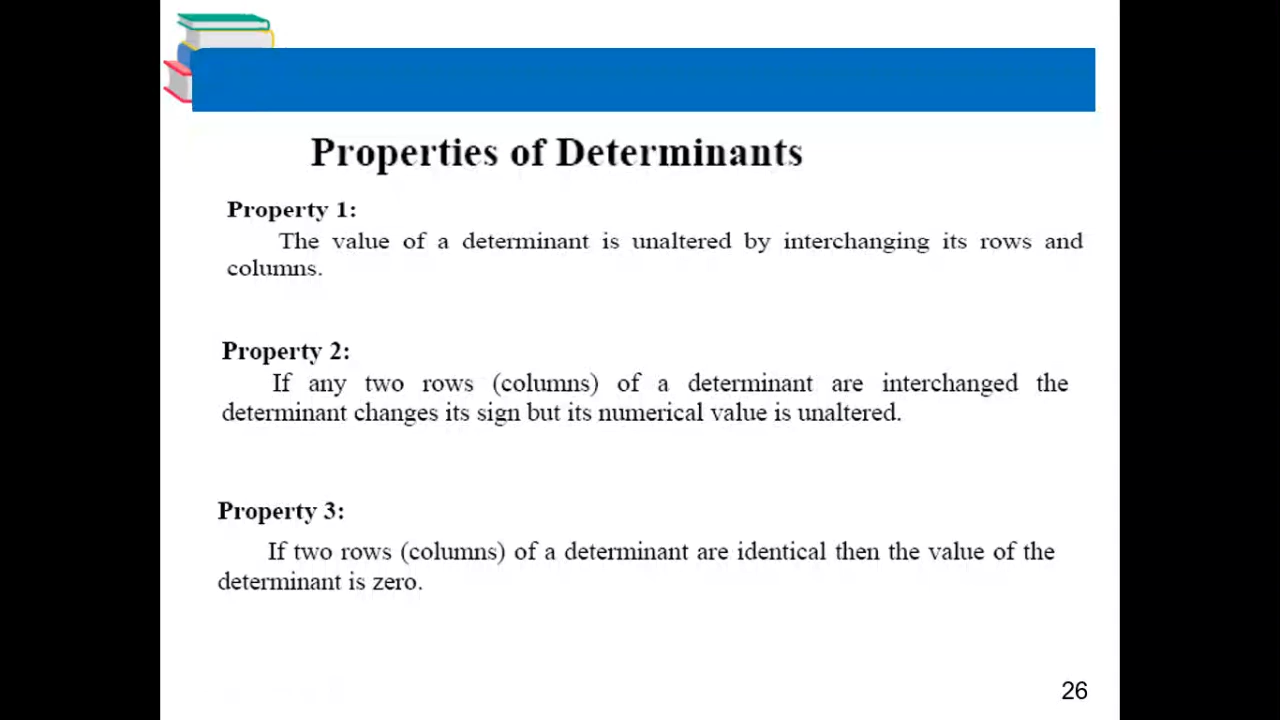 Properties of Determinants
Property 1:
The value of a determinant is unaltered by interchanging its rows and
columns.
Property 2:
If any two rows (columns) of a determinant are interchanged the
determinant changes its sign but its numerical value is unaltered.
Property 3:
If two rows (columns) of a determinant are identical then the value of the
determinant is zero.
26